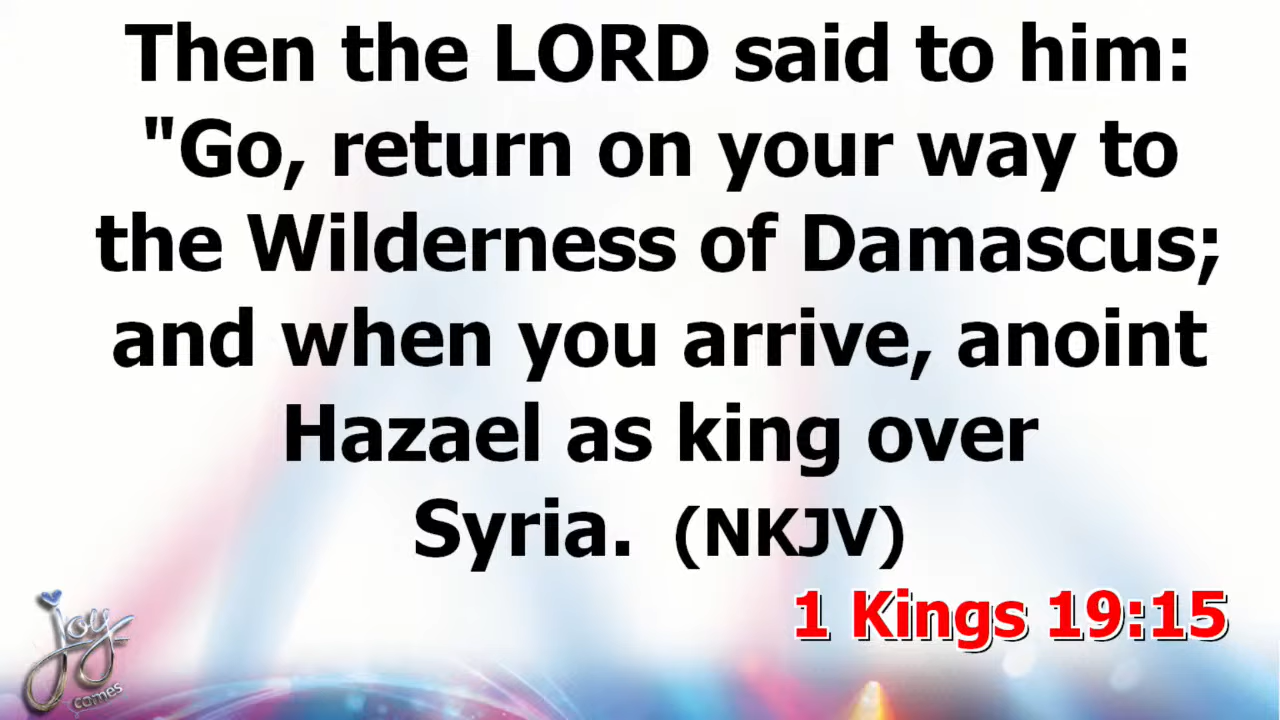 Then the LORD said to him:
"Go, return on your way to
the Wilderness of Damascus;
and when you arrive, anoint
Hazael as king over
Syria. (NKJV)
1 Kings 19:15
joy
comes